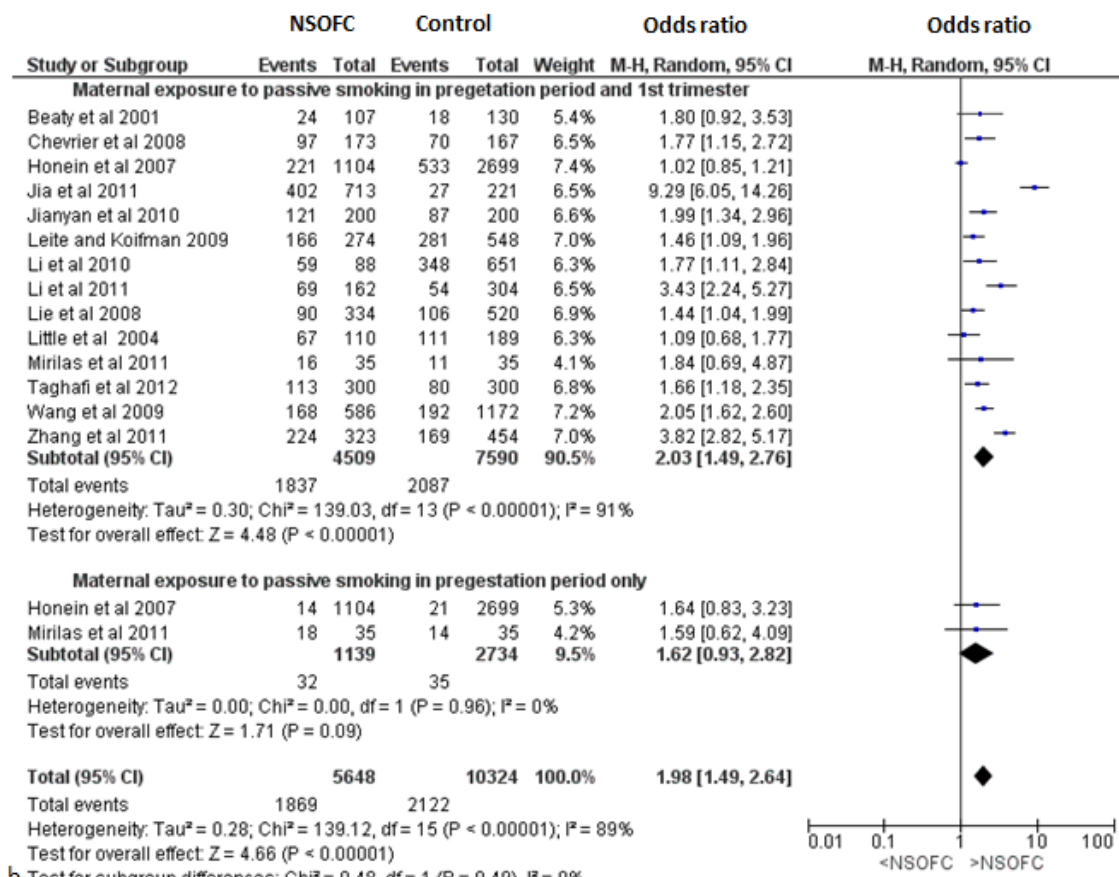 NSOFC Control Odds ratio Odds ratio
Study or Subgroup Events Total Events Total Weight M-H, Random, 95% CI M-H, Random, 95% CI
Maternal exposure to passive smoking in pregetation period and 1st trimester
Beaty et al 2001 24 107 18 130 5.4% 1.80 [0.92, 3.53]
Chevrier et al 2008 97 173 70 167 6.5% 1.77 [1.15, 2.72]
Honein et al 2007 221 1104 533 2699 7.4% 1.02 [0.85, 1.21]
Jia et al 2011 402 713 27 221 6.5% 9.29 [6.05, 14.26]
Jianyan et al 2010 121 200 87 200 6.6% 1.99 [1.34, 2.96]
Leite and Koifman 2009 166 274 281 548 7.0% 1.46 [1.09, 1.96]
Li et al 2010 59 88 348 651 6.3% 1.77 [1.11, 2.84]
Li et al 2011 69 162 54 304 6.5% 3.43 [2.24, 5.27]
Lie et al 2008 90 334 106 520 6.9% 1.44 [1.04, 1.99]
Little et al 2004 67 110 111 189 6.2% 1.09 [0.68, 1.77]
Mirilas et al 2011 16 35 11 35 4.1% 1.84 [0.69, 4.87]
Taghafi et al 2012 113 300 80 300 6.8% 1.66 [1.18, 2.35]
Wang et al 2009 168 586 192 1172 7.2% 2.05 [1.62, 2.60]
Zhang et al 2011 224 323 169 454 7.0% 3.82 [2.82, 5.17]
Subtotal (95% CI) 4509 7590 90.5% 2.03 [1.49, 2.76]
Total events 1837 2087
Heterogeneity: Tau² = 0.30; Chi² = 139.03, df = 13 (P < 0.00001); I² = 91%
Test for overall effect: Z = 4.48 (P < 0.00001)
Maternal exposure to passive smoking in pregestation period only
Honein et al 2007 14 1104 21 2699 5.3% 1.64 [0.83, 3.23]
Mirilas et al 2011 18 35 14 35 4.2% 1.59 [0.62, 4.09]
Subtotal (95% CI) 1139 2734 9.5% 1.62 [0.93, 2.82]
Total events 32 35
Heterogeneity: Tau² = 0.00; Chi² = 0.00, df = 1 (P = 0.96); I² = 0%
Test for overall effect: Z = 1.71 (P = 0.09)
Total (95% CI) 5648 10324 100.0% 1.98 [1.49, 2.64]
Total events 1869 2122
Heterogeneity: Tau² = 0.28; Chi² = 139.12, df = 15 (P < 0.00001); I² = 89%
Test for overall effect: Z = 4.66 (P < 0.00001)
0.01 0.1 1 10 100
<NSOFC >NSOFC
b Test for subgroup differences: Chi² = 0.48, df = 1 (P = 0.49), I² = 0%